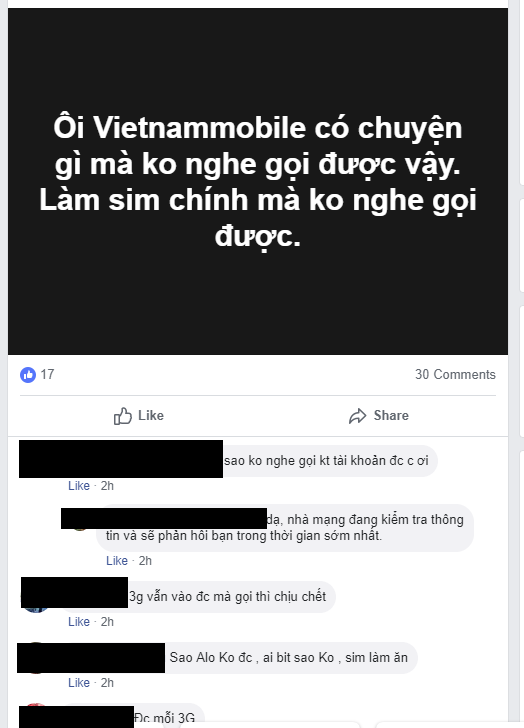 Ôi Vietnammobile có chuyện
gì mà ko nghe gọi được vậy.
Làm sim chính mà ko nghe gọi
được.
17
30 Comments
Like
Share
sao ko nghe gọi kt tài khoản đc c ơi
Like · 2h
dạ, nhà mạng đang kiểm tra thông
tin và sẽ phản hồi bạn trong thời gian sớm nhất.
Like · 2h
3g vẫn vào đc mà gọi thì chịu chết
Like · 2h
Sao Alo Ko đc , ai bit sao Ko , sim làm ăn
Like · 2h
Đc mỗi 3G